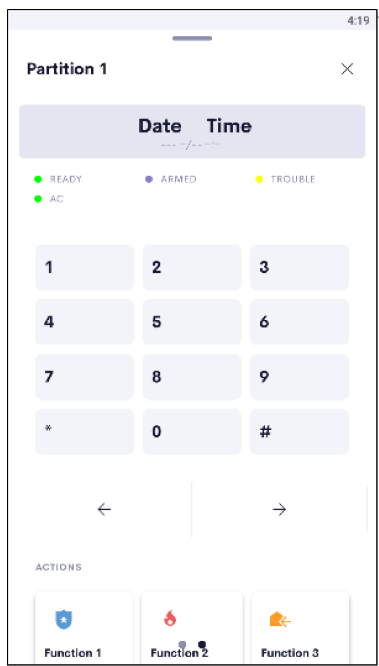 4:19
Partition 1
Date Time
READY ARMED TROUBLE
AC
1 2 3
4 5 6
7 8 9
* 0 #
ACTIONS
Function 1 Function 2 Function 3